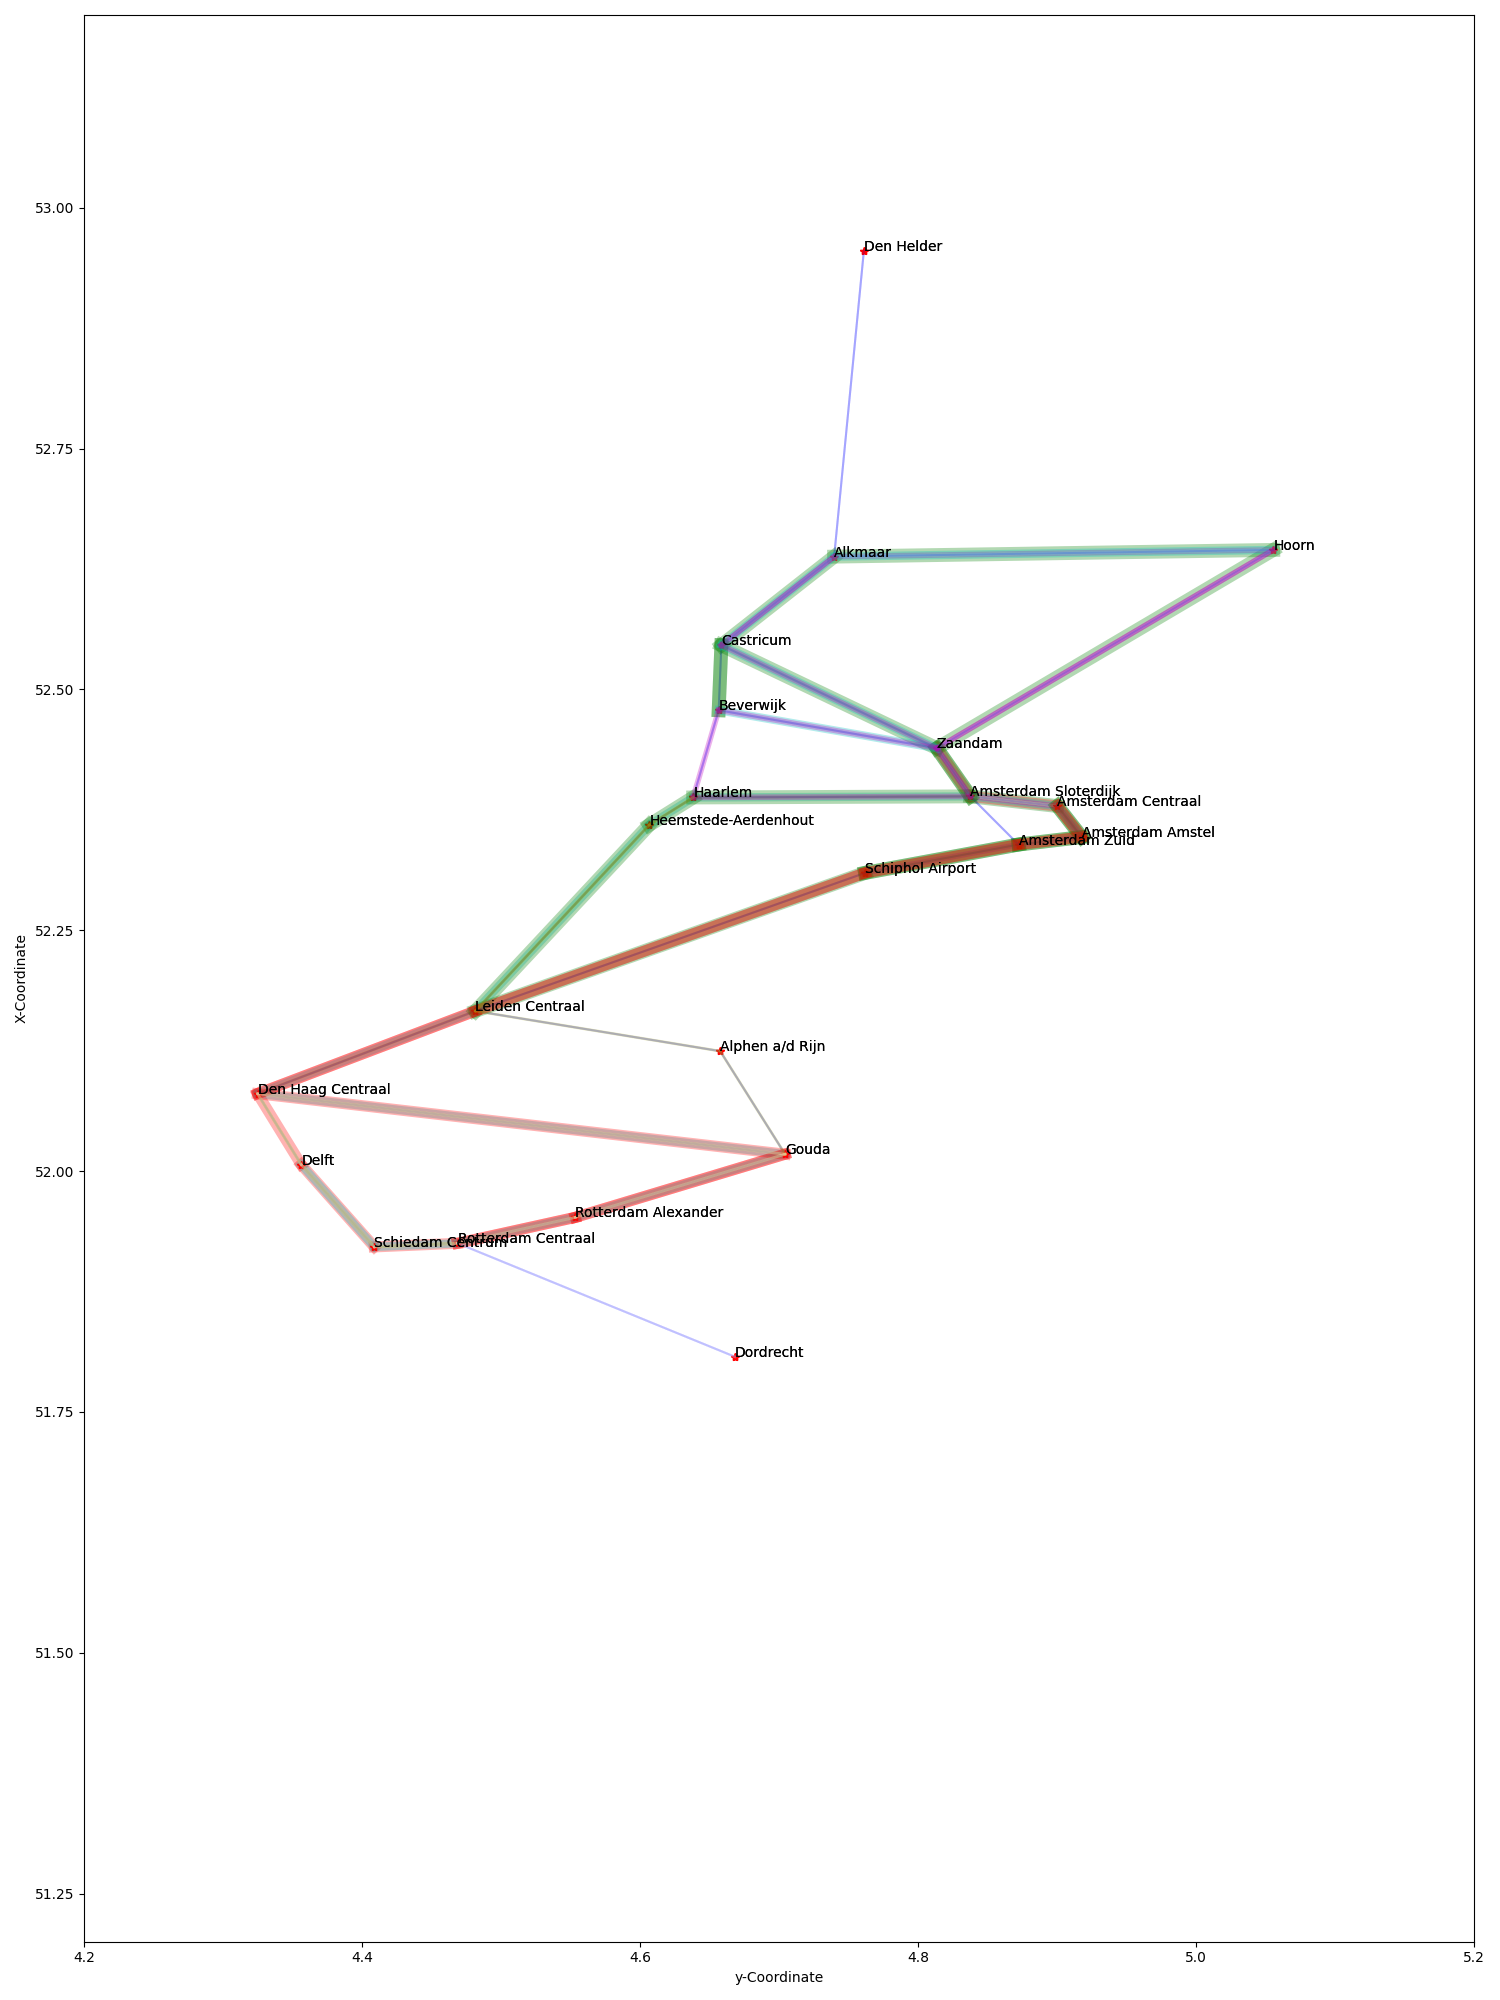 53.00
Den Helder
52.75
Alkmaar
Hoorn
Castricum
52.50
Beverwijk
Zaandam
Haarlem
Amsterdam Sloterdijk
Amsterdam Centraal
Heemstede-Aerdenhout
Amsterdam Amstel
Amsterdam Zuid
Schiphol Airport
52.25
X-Coordinate
Leiden Centraal
Alphen a/d Rijn
Den Haag Centraal
Gouda
Delft
52.00
Rotterdam Alexander
Rotterdam Centraal
Schiedam Centrum
Dordrecht
51.75
51.50
51.25
4.2
4.4
4.6
4.8
5.0
5.2
y-Coordinate